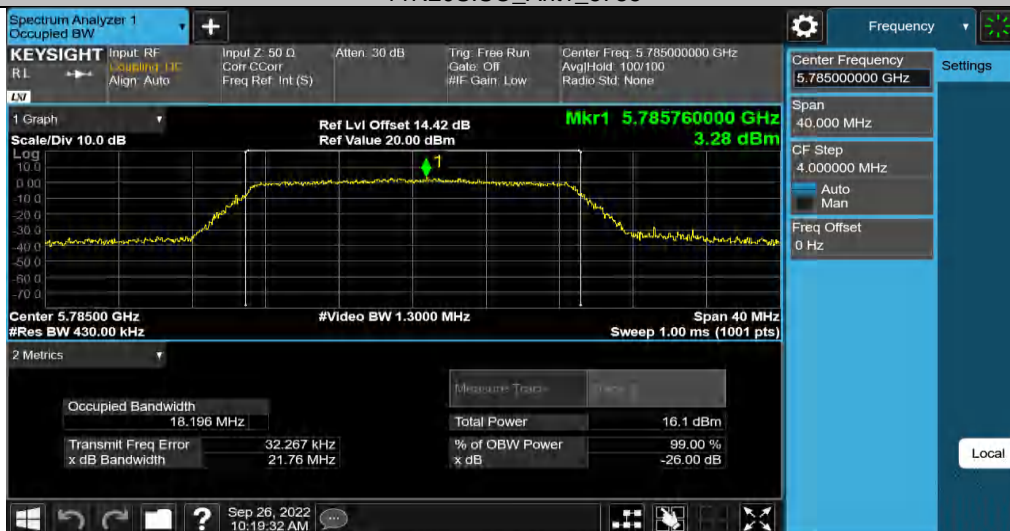 Spectrum Analyzer 1
Occupied BW
+
Frequency
KEYSIGHT
RL
LXI
Input: RF
Coupling: DC
Align: Auto
Input Z: 50 Ω
Corr CCorr
Freq Ref: Int (S)
Atten: 30 dB
Trig: Free Run
Gate: Off
#IF Gain: Low
Center Freq: 5.785000000 GHz
Avg|Hold: 100/100
Radio Std: None
1 Graph
Scale/Div 10.0 dB
Ref Lvl Offset 14.42 dB
Ref Value 20.00 dBm
Mkr1 5.785760000 GHz
3.28 dBm
Log
10.0
0.00
-10.0
-20.0
-30.0
-40.0
-50.0
-60.0
-70.0
1
Center 5.78500 GHz
#Res BW 430.00 kHz
#Video BW 1.3000 MHz
Span 40 MHz
Sweep 1.00 ms (1001 pts)
2 Metrics
Measure Trace
Occupied Bandwidth
18.196 MHz
Transmit Freq Error 32.267 kHz
x dB Bandwidth 21.76 MHz
Total Power 16.1 dBm
% of OBW Power 99.00 %
x dB -26.00 dB
Center Frequency
5.785000000 GHz
Span
40.000 MHz
CF Step
4.000000 MHz
Auto
Man
Freq Offset
0 Hz
Settings
Local
?
Sep 26, 2022
10:19:32 AM